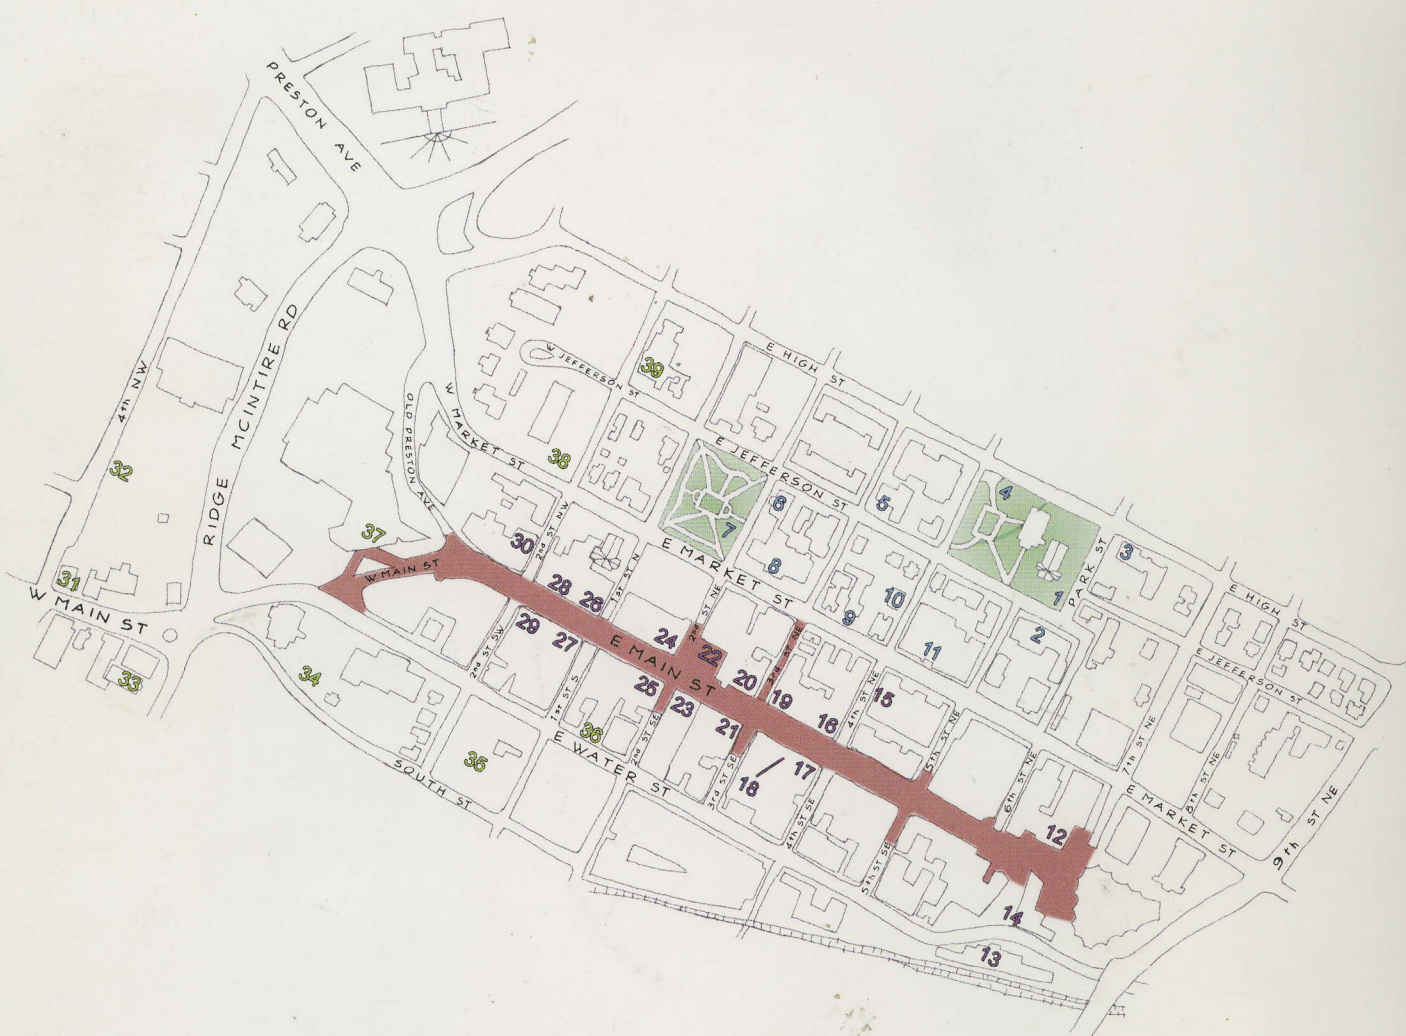 PRESTON AVE
E HIGH ST
W JEFFERSON ST
39
4th NW
RIDGE MCINTIRE RD
OLD PRESTON AVE
W MARKET ST
38
E JEFFERSON ST
32
7
6
5
4
3
37
30
2nd ST NW
E MARKET ST
8
9
10
11
1
2
PARK ST
E HIGH ST
31
W MAIN ST
W MAIN ST
28
26
1st ST N
29
27
24
2nd ST NE
22
20
3rd ST NE
E JEFFERSON ST
33
34
2nd ST SW
E MAIN ST
25
23
19
15
16
4th ST NE
1st ST S
36
2nd ST SE
21
5th ST NE
7th ST NE
8th ST NE
35
SOUTH ST
E WATER ST
3rd ST SE
18
17
4th ST SE
6th ST NE
E MARKET ST
9th ST NE
12
5th ST SE
14
13